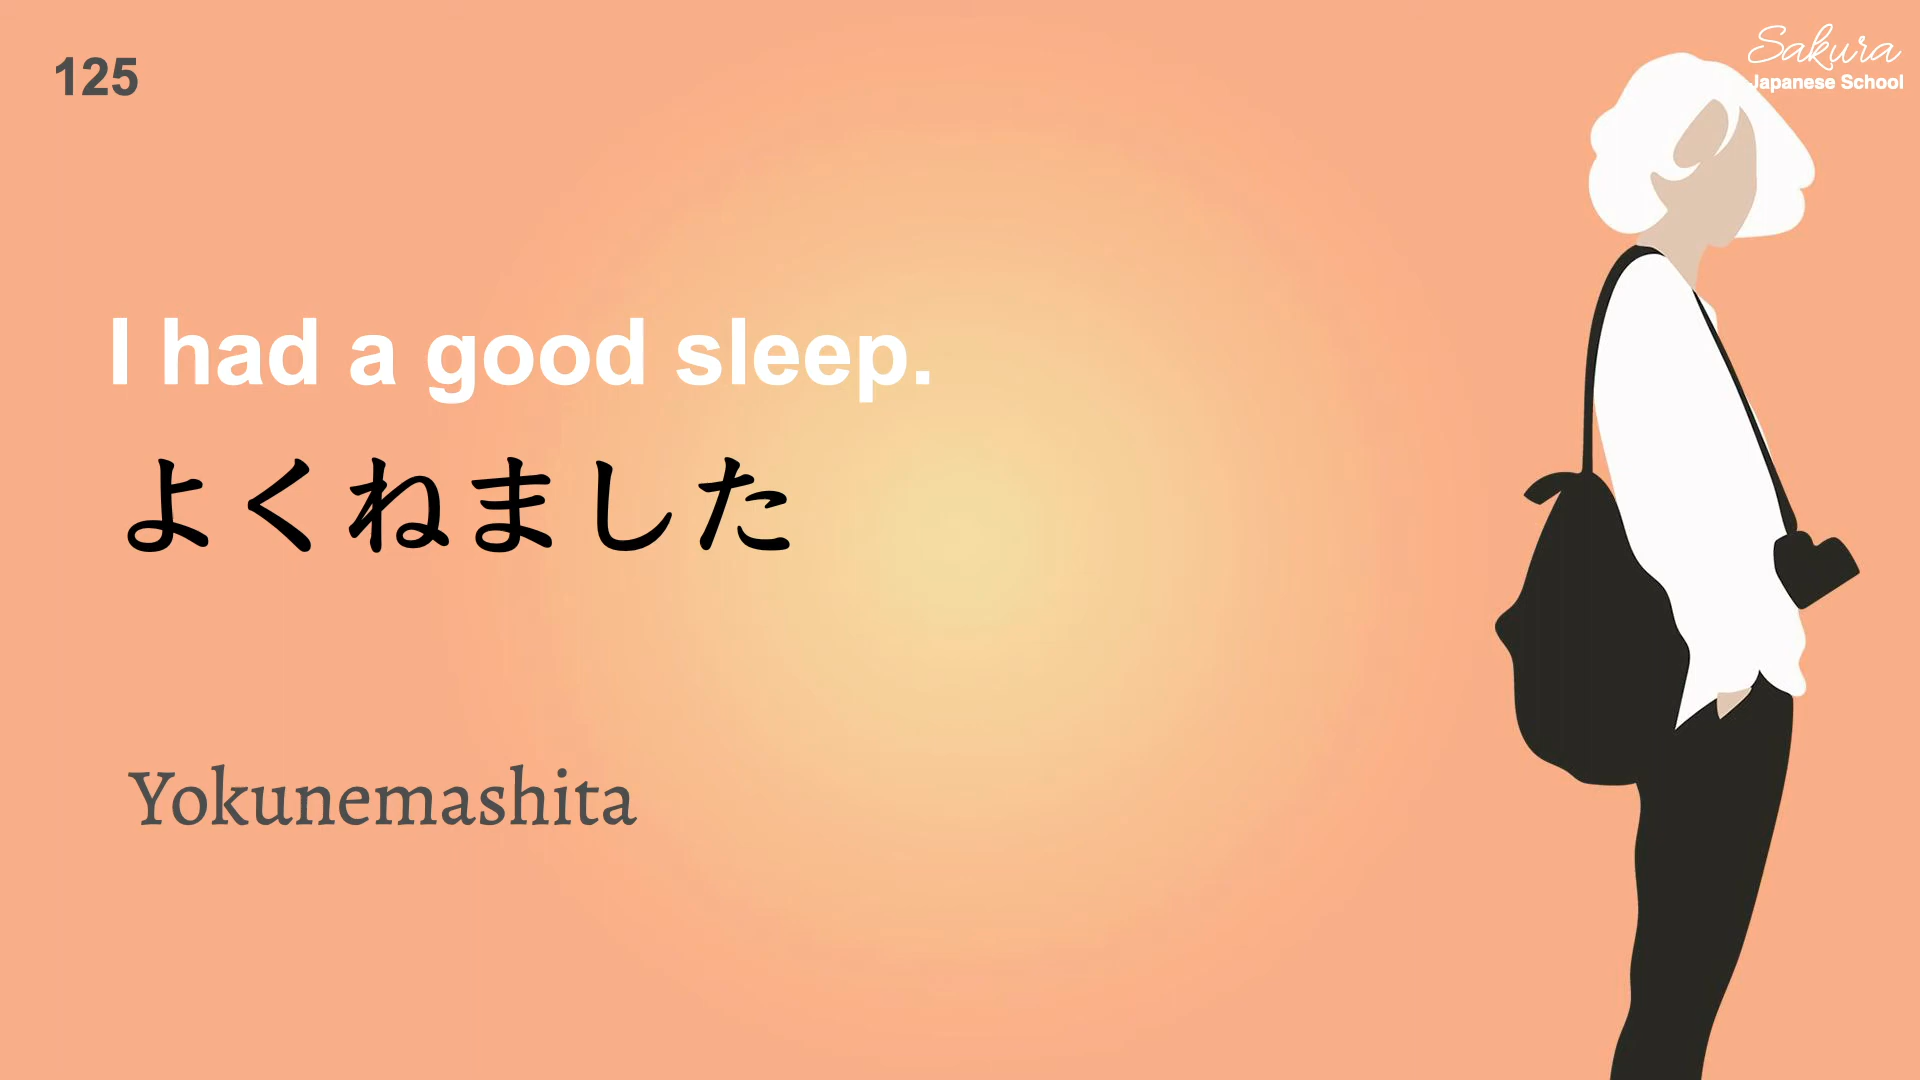 125
Sakura
Japanese School
I had a good sleep.
よくねました
Yokunemashita